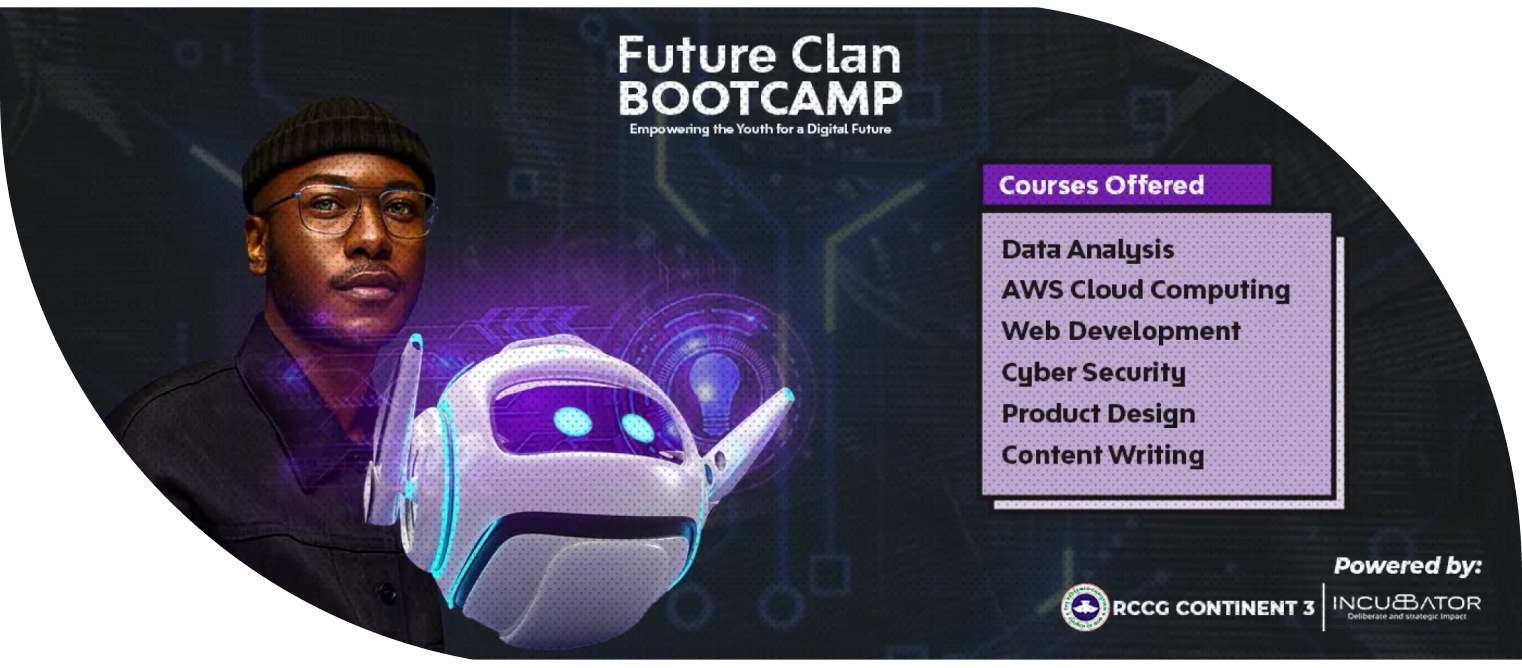 Future Clan
BOOTCAMP
Empowering the Youth for a Digital Future
Courses Offered
Data Analysis
AWS Cloud Computing
Web Development
Cyber Security
Product Design
Content Writing
Powered by:
RCCG CONTINENT 3
INCUBATOR
Deliberate and strategic Impact